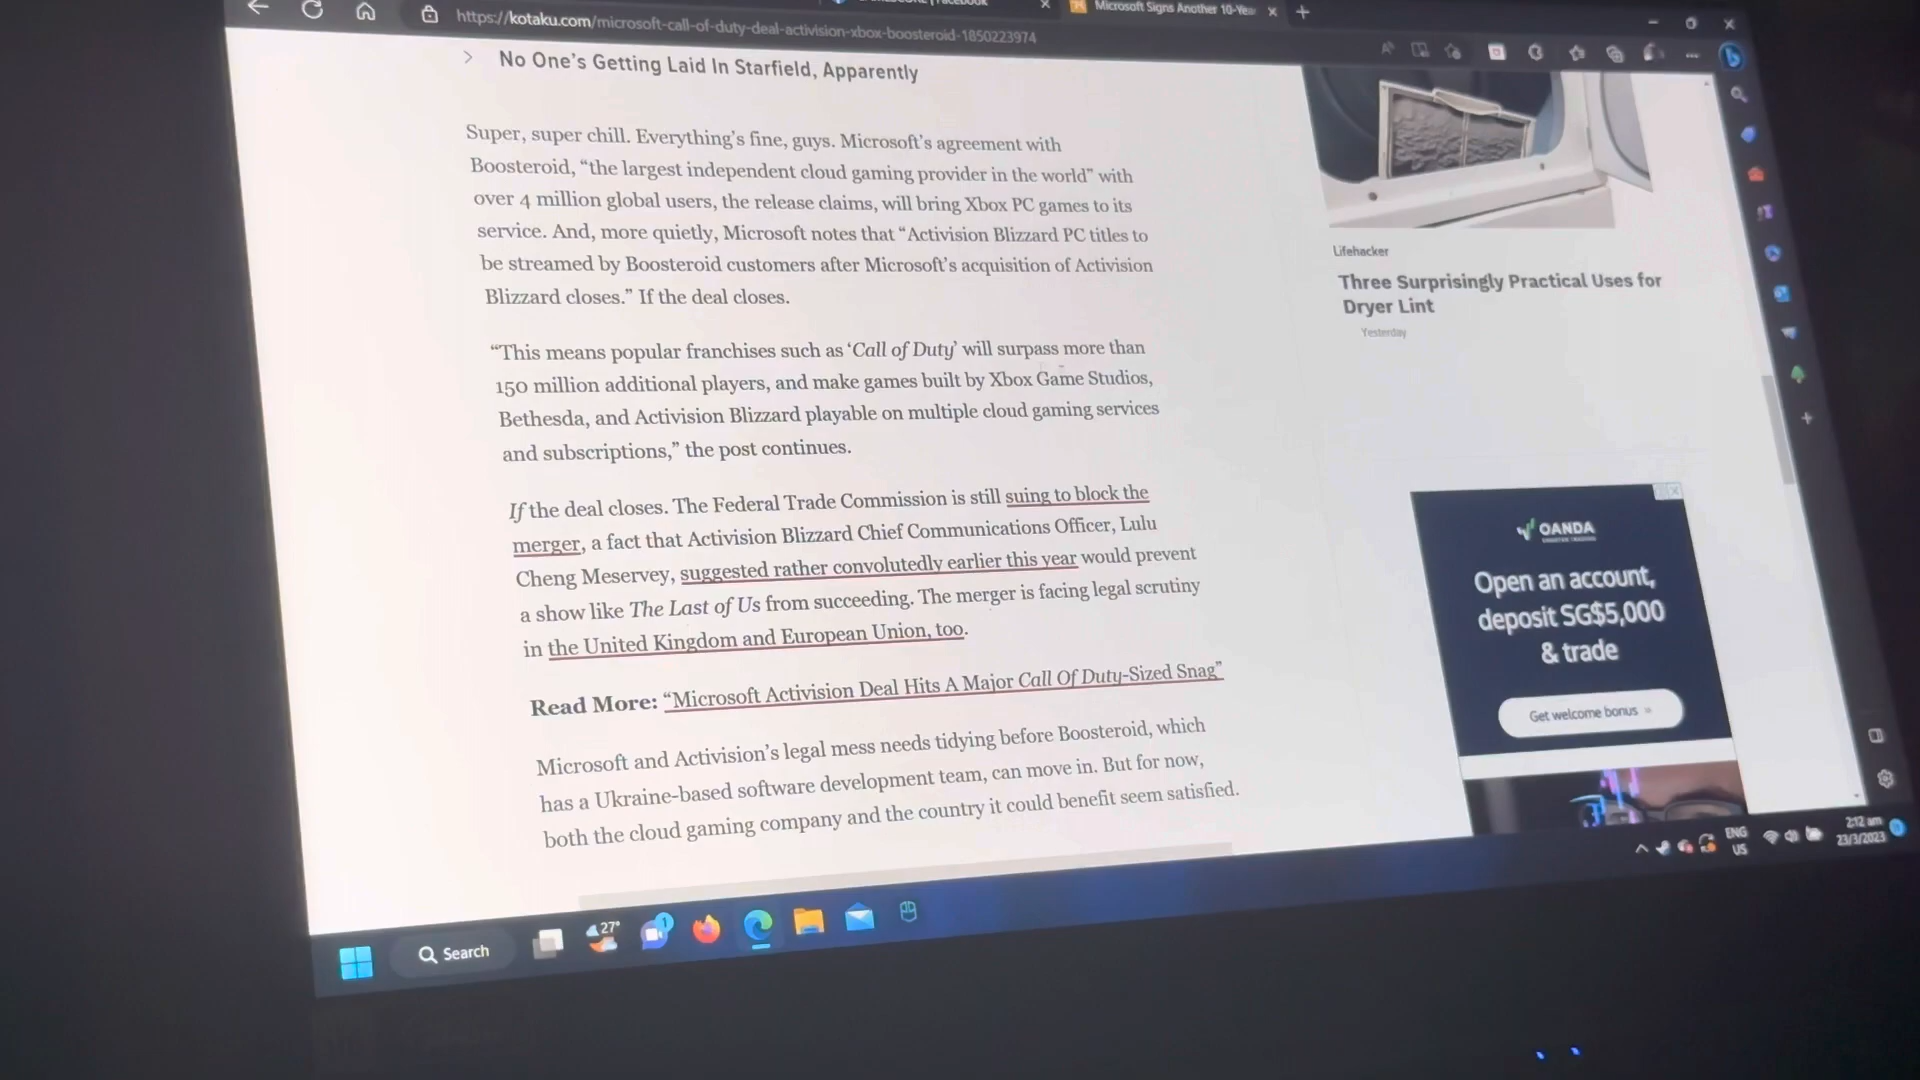 Microsoft Signs Another 10-Yea
https://kotaku.com/microsoft-call-of-duty-deal-activision-xbox-boosteroid-1850223974
No One's Getting Laid In Starfield, Apparently
Super, super chill. Everything's fine, guys. Microsoft's agreement with
Boosteroid, “the largest independent cloud gaming provider in the world” with
over 4 million global users, the release claims, will bring Xbox PC games to its
service. And, more quietly, Microsoft notes that “Activision Blizzard PC titles to
be streamed by Boosteroid customers after Microsoft's acquisition of Activision
Blizzard closes.” If the deal closes.
“This means popular franchises such as ‘Call of Duty’ will surpass more than
150 million additional players, and make games built by Xbox Game Studios,
Bethesda, and Activision Blizzard playable on multiple cloud gaming services
and subscriptions,” the post continues.
If the deal closes. The Federal Trade Commission is still suing to block the
merger, a fact that Activision Blizzard Chief Communications Officer, Lulu
Cheng Meservey, suggested rather convolutedly earlier this year would prevent
a show like The Last of Us from succeeding. The merger is facing legal scrutiny
in the United Kingdom and European Union, too.
Read More: “Microsoft Activision Deal Hits A Major Call Of Duty-Sized Snag”
Microsoft and Activision's legal mess needs tidying before Boosteroid, which
has a Ukraine-based software development team, can move in. But for now,
both the cloud gaming company and the country it could benefit seem satisfied.
Lifehacker
Three Surprisingly Practical Uses for
Dryer Lint
Yesterday
OANDA
Open an account,
deposit SG$5,000
& trade
Get welcome bonus
27°
1
Search
ENG
US
2:12 am
23/3/2023